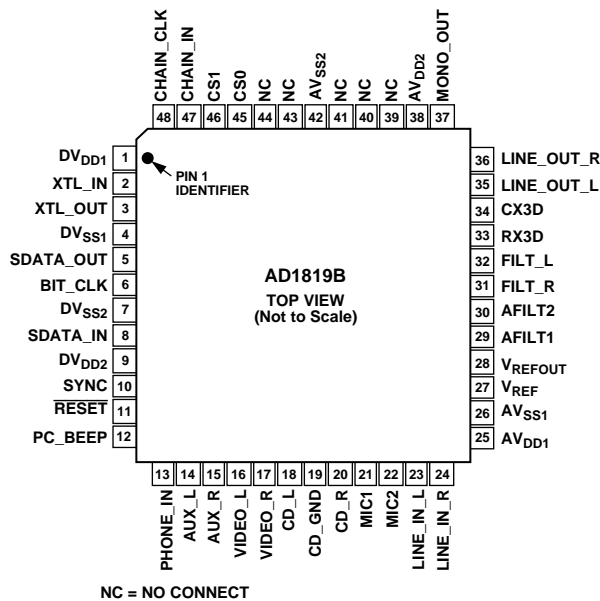 CHAIN_CLK
CHAIN_IN
CS1
CS0
NC
NC
AVSS2
NC
NC
NC
AVDD2
MONO_OUT
48 47 46 45 44 43 42 41 40 39 38 37
DVDD1 1
XTL_IN 2
XTL_OUT 3
DVSS1 4
SDATA_OUT 5
BIT_CLK 6
DVSS2 7
SDATA_IN 8
DVDD2 9
SYNC 10
RESET 11
PC_BEEP 12
PIN 1
IDENTIFIER
AD1819B
TOP VIEW
(Not to Scale)
36 LINE_OUT_R
35 LINE_OUT_L
34 CX3D
33 RX3D
32 FILT_L
31 FILT_R
30 AFILT2
29 AFILT1
28 VREFOUT
27 VREF
26 AVSS1
25 AVDD1
13 14 15 16 17 18 19 20 21 22 23 24
PHONE_IN
AUX_L
AUX_R
VIDEO_L
VIDEO_R
CD_L
CD_GND
CD_R
MIC1
MIC2
LINE_IN_L
LINE_IN_R
NC = NO CONNECT